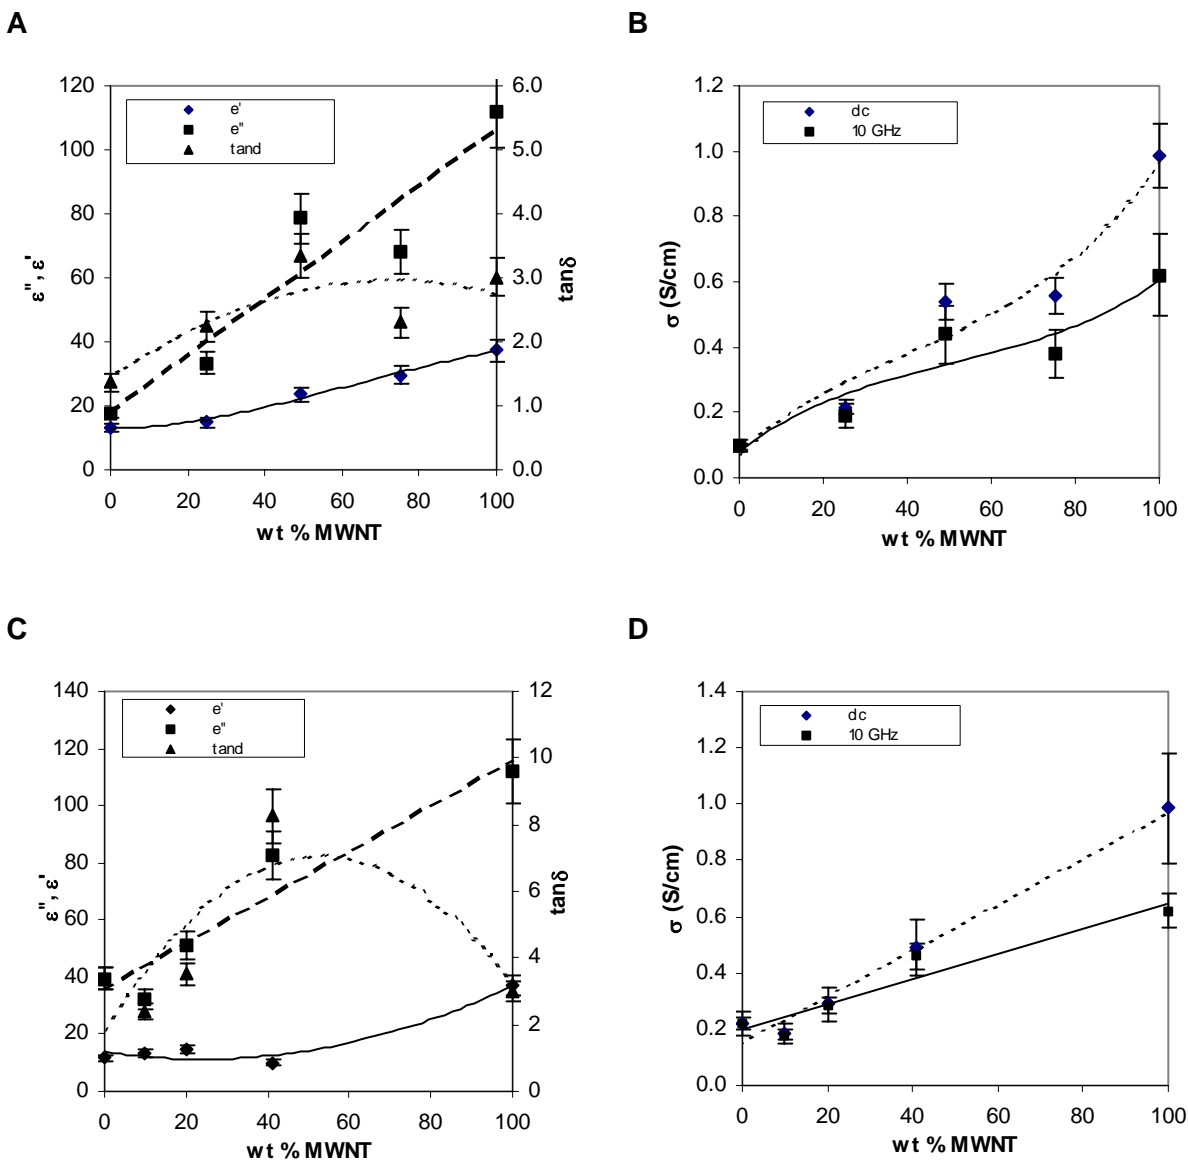 A
B
120
100
80
60
40
20
0
ε'', ε'
e'
e"
tand
6.0
5.0
4.0
3.0
2.0
1.0
0.0
tanδ
0 20 40 60 80 100
wt % MWNT
1.2
1.0
0.8
0.6
0.4
0.2
0.0
σ (S/cm)
dc
10 GHz
0 20 40 60 80 100
wt % MWNT
C
D
140
120
100
80
60
40
20
0
ε'', ε'
e'
e"
tand
12
10
8
6
4
2
0
tanδ
0 20 40 60 80 100
wt % MWNT
1.4
1.2
1.0
0.8
0.6
0.4
0.2
0.0
σ (S/cm)
dc
10 GHz
0 20 40 60 80 100
wt % MWNT